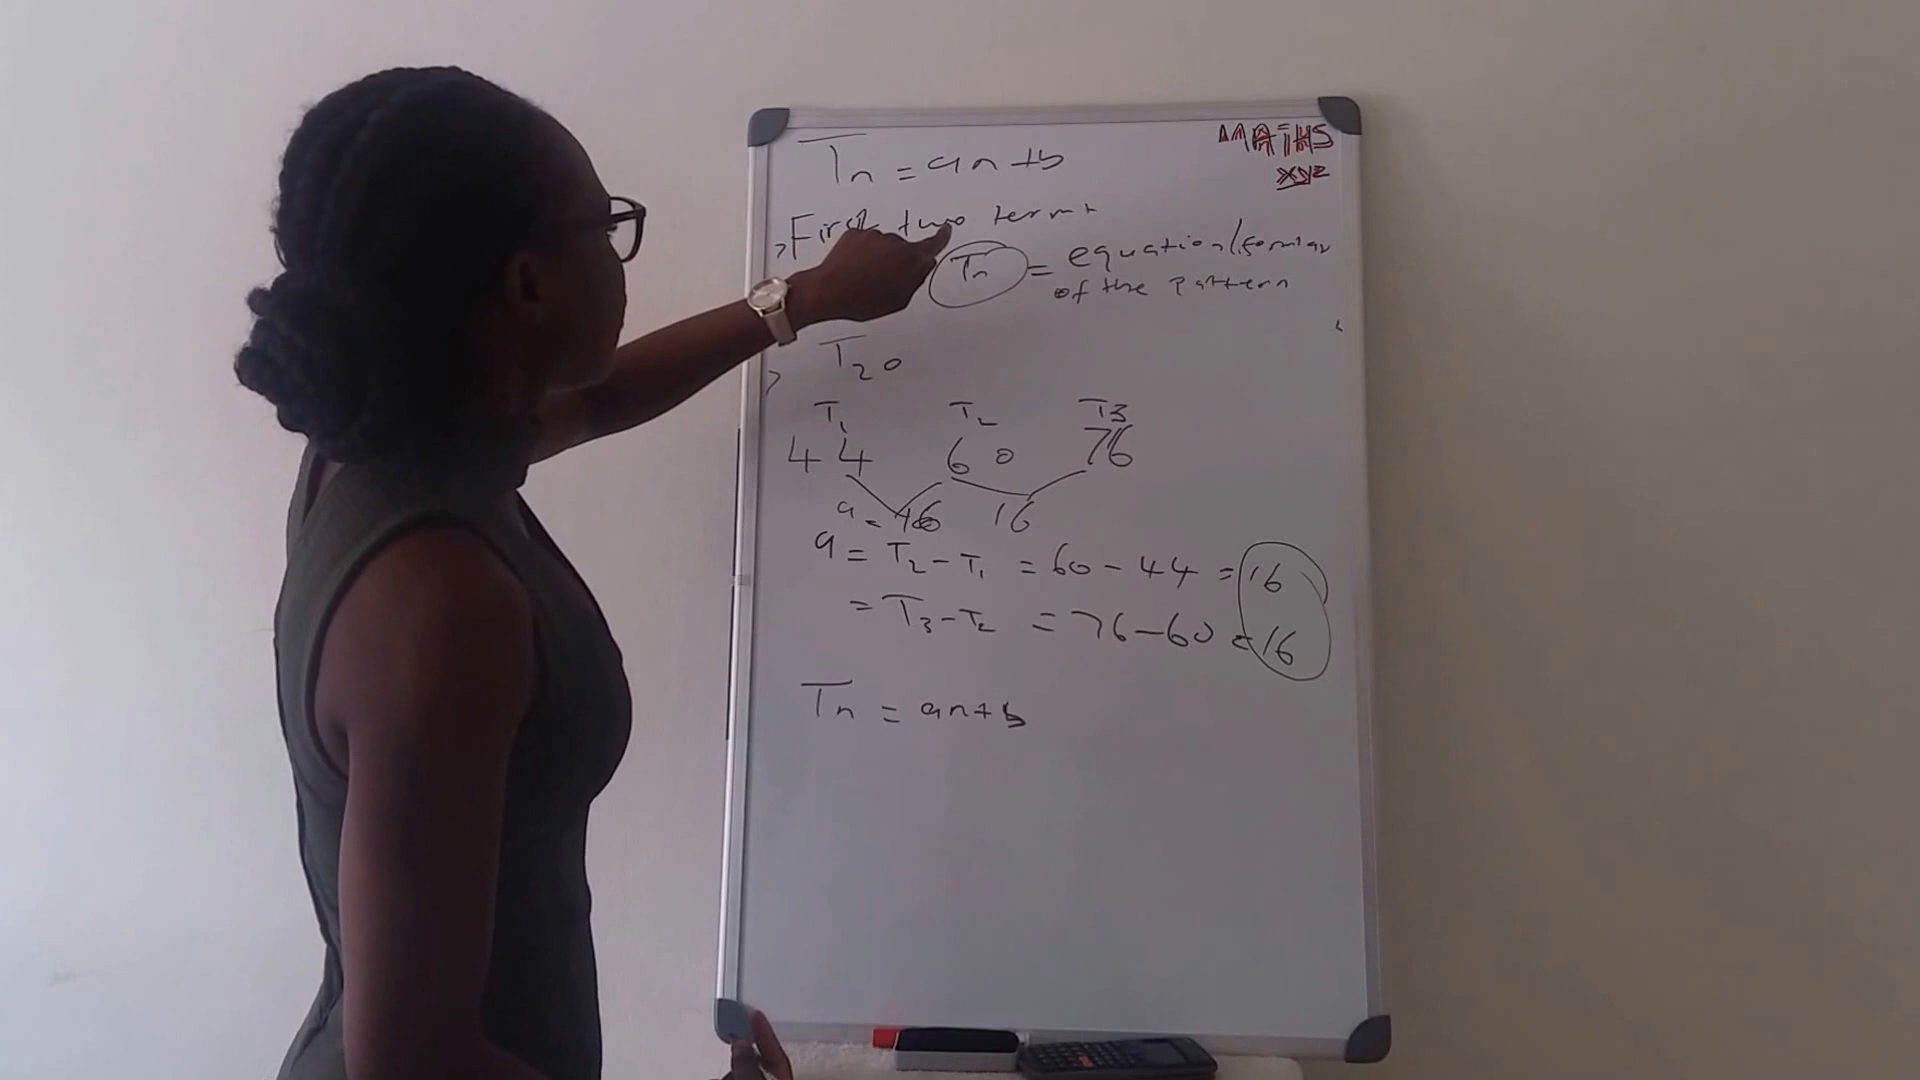 Tn = an + b
MATHS
xyz
> First two terms
Tn = equation/formlar
of the pattern
> T20
T1 T2 T3
44 60 76
a = 16 16
a = T2 - T1 = 60 - 44 = 16
= T3 - T2 = 76 - 60 = 16
Tn = an + b